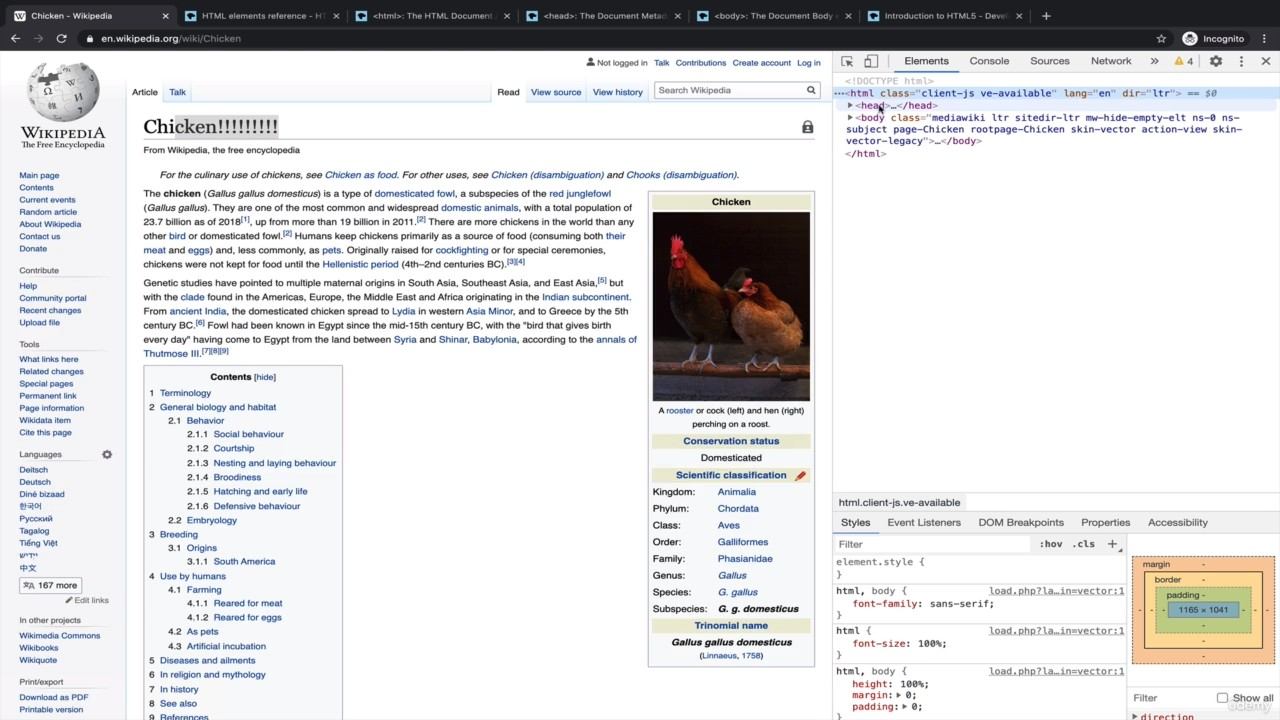 Chicken - Wikipedia
HTML elements reference - HT
<html>: The HTML Document
<head>: The Document Metad
<body>: The Document Body
Introduction to HTML5 - Devel
en.wikipedia.org/wiki/Chicken
Incognito
Not logged in Talk Contributions Create account Log in
Article Talk Read View source View history Search Wikipedia
WIKIPEDIA
The Free Encyclopedia
Main page
Contents
Current events
Random article
About Wikipedia
Contact us
Donate
Contribute
Help
Community portal
Recent changes
Upload file
Tools
What links here
Related changes
Special pages
Permanent link
Page information
Wikidata item
Cite this page
Languages
Deitsch
Deutsch
Diné bizaad
한국어
Русский
Tagalog
Tiếng Việt
ייִדיש
中文
167 more
Edit links
In other projects
Wikimedia Commons
Wikibooks
Wikiquote
Print/export
Download as PDF
Printable version
Chicken!!!!!!!!!
From Wikipedia, the free encyclopedia
For the culinary use of chickens, see Chicken as food. For other uses, see Chicken (disambiguation) and Chooks (disambiguation).
The chicken (Gallus gallus domesticus) is a type of domesticated fowl, a subspecies of the red junglefowl
(Gallus gallus). They are one of the most common and widespread domestic animals, with a total population of
23.7 billion as of 2018[1], up from more than 19 billion in 2011.[2] There are more chickens in the world than any
other bird or domesticated fowl.[2] Humans keep chickens primarily as a source of food (consuming both their
meat and eggs) and, less commonly, as pets. Originally raised for cockfighting or for special ceremonies,
chickens were not kept for food until the Hellenistic period (4th–2nd centuries BC).[3][4]
Genetic studies have pointed to multiple maternal origins in South Asia, Southeast Asia, and East Asia,[5] but
with the clade found in the Americas, Europe, the Middle East and Africa originating in the Indian subcontinent.
From ancient India, the domesticated chicken spread to Lydia in western Asia Minor, and to Greece by the 5th
century BC.[6] Fowl had been known in Egypt since the mid-15th century BC, with the "bird that gives birth
every day" having come to Egypt from the land between Syria and Shinar, Babylonia, according to the annals of
Thutmose III.[7][8][9]
Contents [hide]
1 Terminology
2 General biology and habitat
2.1 Behavior
2.1.1 Social behaviour
2.1.2 Courtship
2.1.3 Nesting and laying behaviour
2.1.4 Broodiness
2.1.5 Hatching and early life
2.1.6 Defensive behaviour
2.2 Embryology
3 Breeding
3.1 Origins
3.1.1 South America
4 Use by humans
4.1 Farming
4.1.1 Reared for meat
4.1.2 Reared for eggs
4.2 As pets
4.3 Artificial incubation
5 Diseases and ailments
6 In religion and mythology
7 In history
8 See also
9 References
Chicken
A rooster or cock (left) and hen (right)
perching on a roost.
Conservation status
Domesticated
Scientific classification
Kingdom: Animalia
Phylum: Chordata
Class: Aves
Order: Galliformes
Family: Phasianidae
Genus: Gallus
Species: G. gallus
Subspecies: G. g. domesticus
Trinomial name
Gallus gallus domesticus
(Linnaeus, 1758)
Elements Console Sources Network » 4
<!DOCTYPE html>
<html class="client-js ve-available" lang="en" dir="ltr"> == $0
<head>…</head>
<body class="mediawiki ltr sitedir-ltr mw-hide-empty-elt ns-0 ns-
subject page-Chicken rootpage-Chicken skin-vector action-view skin-
vector-legacy">…</body>
</html>
html.client-js.ve-available
Styles Event Listeners DOM Breakpoints Properties Accessibility
Filter :hov .cls +
element.style {
}
html, body { load.php?la…in=vector:1
font-family: sans-serif;
}
html { load.php?la…in=vector:1
font-size: 100%;
}
html, body { load.php?la…in=vector:1
height: 100%;
margin: 0;
padding: 0;
margin -
border -
padding -
1165 × 1041
Filter Show all
direction
udemy